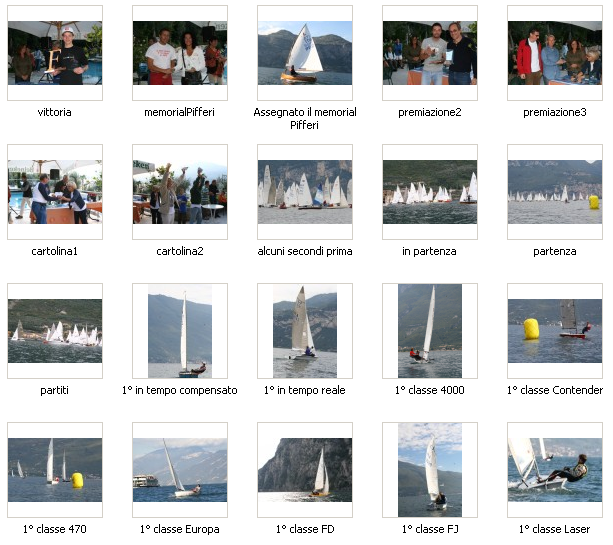 vittoria
memorialPifferi
Assegnato il memorial
Pifferi
premiazione2
premiazione3
cartolina1
cartolina2
alcuni secondi prima
in partenza
partenza
partiti
1° in tempo compensato
1° in tempo reale
1° classe 4000
1° classe Contender
1° classe 470
1° classe Europa
1° classe FD
1° classe FJ
1° classe Laser